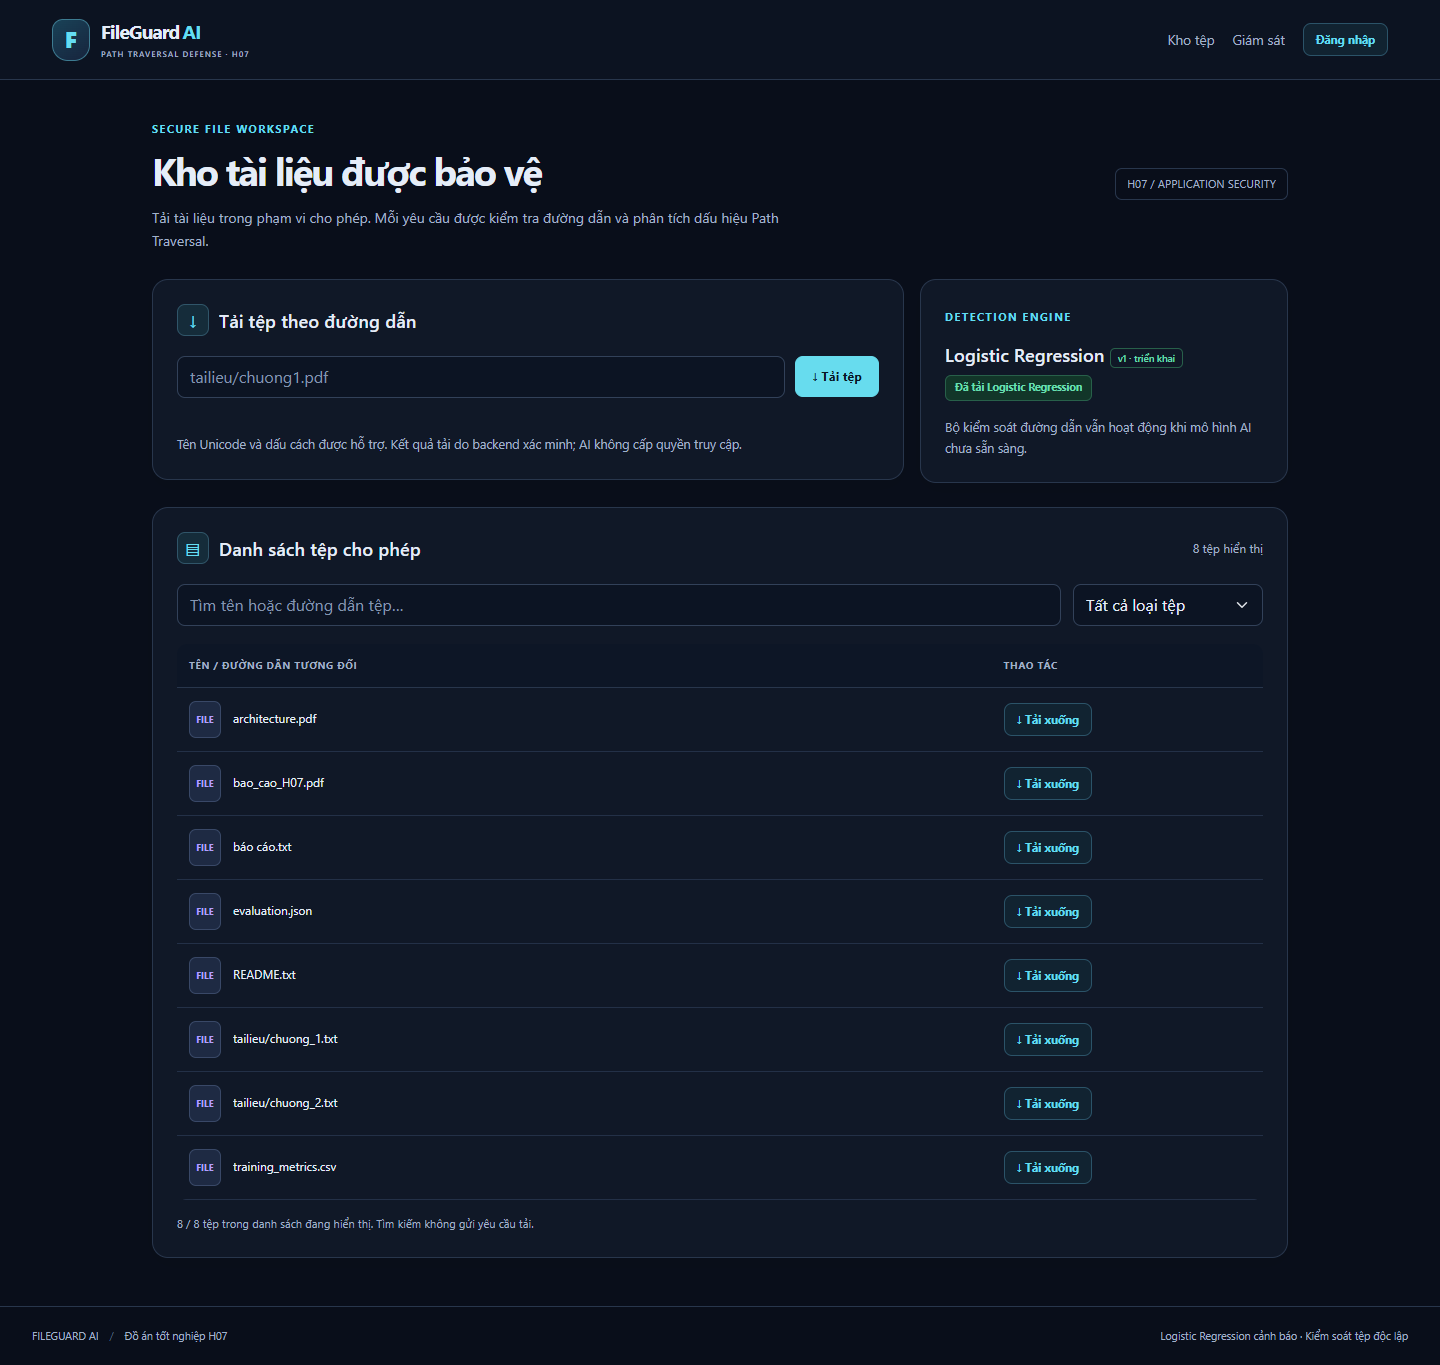 F
FileGuard AI
PATH TRAVERSAL DEFENSE · H07
Kho tệp
Giám sát
Đăng nhập
SECURE FILE WORKSPACE
Kho tài liệu được bảo vệ
H07 / APPLICATION SECURITY
Tải tài liệu trong phạm vi cho phép. Mỗi yêu cầu được kiểm tra đường dẫn và phân tích dấu hiệu Path
Traversal.
↓ Tải tệp theo đường dẫn
tailieu/chuong1.pdf
↓ Tải tệp
Tên Unicode và dấu cách được hỗ trợ. Kết quả tải do backend xác minh; AI không cấp quyền truy cập.
DETECTION ENGINE
Logistic Regression v1 · triển khai
Đã tải Logistic Regression
Bộ kiểm soát đường dẫn vẫn hoạt động khi mô hình AI
chưa sẵn sàng.
Danh sách tệp cho phép
8 tệp hiển thị
Tìm tên hoặc đường dẫn tệp...
Tất cả loại tệp
TÊN / ĐƯỜNG DẪN TƯƠNG ĐỐI
THAO TÁC
FILE architecture.pdf ↓ Tải xuống
FILE bao_cao_H07.pdf ↓ Tải xuống
FILE báo cáo.txt ↓ Tải xuống
FILE evaluation.json ↓ Tải xuống
FILE README.txt ↓ Tải xuống
FILE tailieu/chuong_1.txt ↓ Tải xuống
FILE tailieu/chuong_2.txt ↓ Tải xuống
FILE training_metrics.csv ↓ Tải xuống
8 / 8 tệp trong danh sách đang hiển thị. Tìm kiếm không gửi yêu cầu tải.
FILEGUARD AI / Đồ án tốt nghiệp H07
Logistic Regression cảnh báo · Kiểm soát tệp độc lập